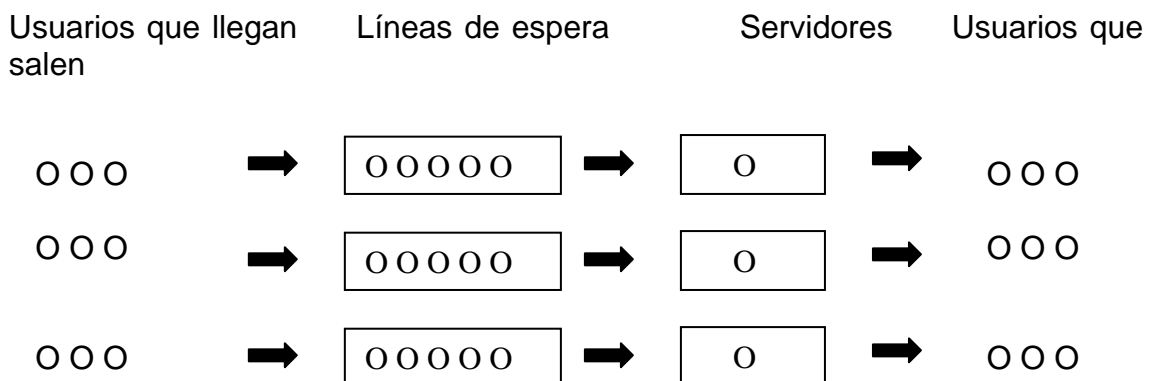 Usuarios que llegan Líneas de espera Servidores Usuarios que
salen
O O O O O O O O O O O O
O O O O O O O O O O O O
O O O O O O O O O O O O